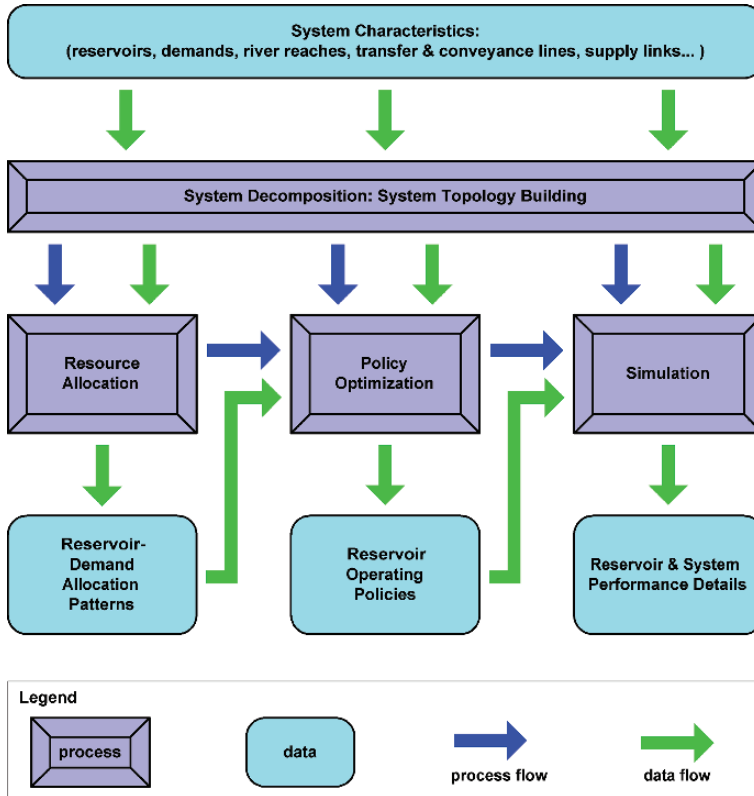 System Characteristics:
(reservoirs, demands, river reaches, transfer & conveyance lines, supply links... )
System Decomposition: System Topology Building
Resource
Allocation
Policy
Optimization
Simulation
Reservoir-
Demand
Allocation
Patterns
Reservoir
Operating
Policies
Reservoir & System
Performance Details
Legend
process
data
process flow
data flow